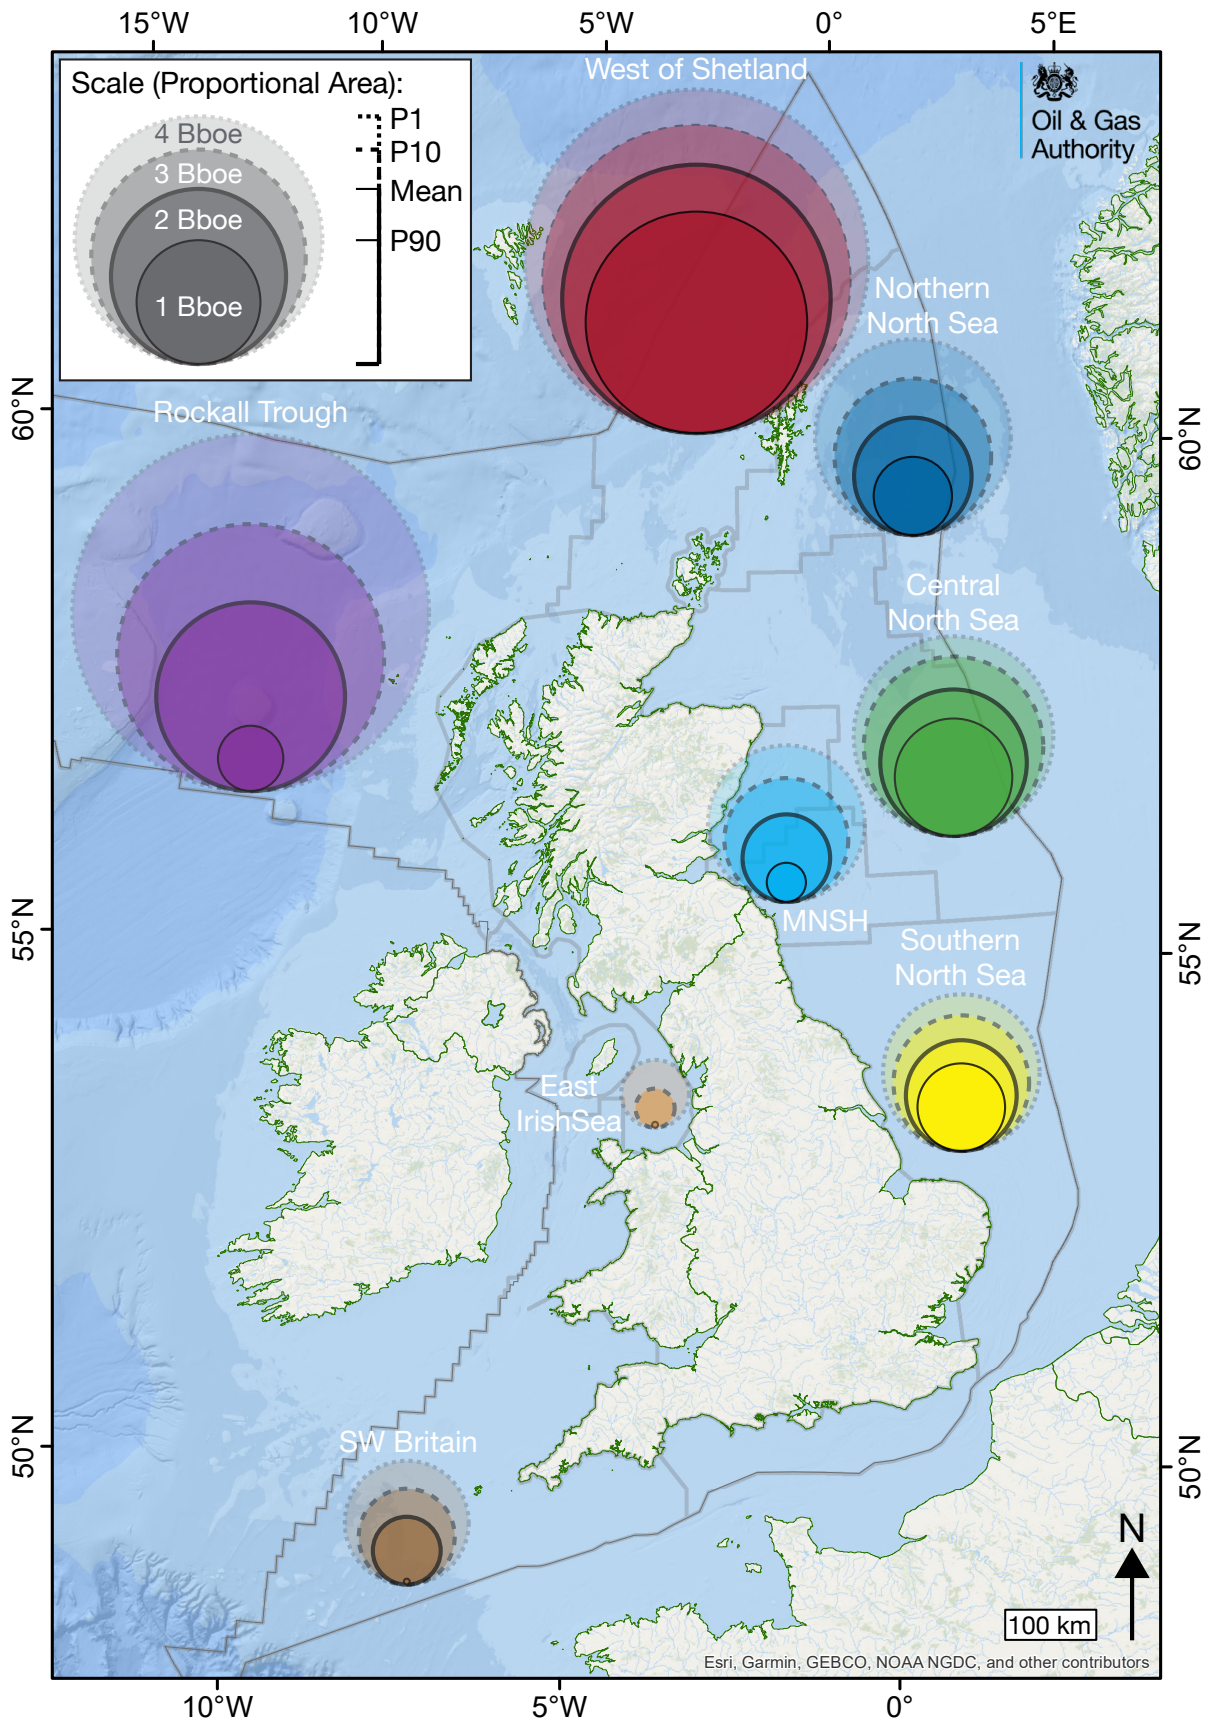 15°W
10°W
5°W
0°
5°E
Scale (Proportional Area):
4 Bboe
3 Bboe
2 Bboe
1 Bboe
P1
P10
Mean
P90
West of Shetland
Oil & Gas
Authority
Northern
North Sea
60°N
60°N
Rockall Trough
Central
North Sea
MNSH
55°N
55°N
Southern
North Sea
East
IrishSea
50°N
50°N
SW Britain
N
100 km
Esri, Garmin, GEBCO, NOAA NGDC, and other contributors
10°W
5°W
0°